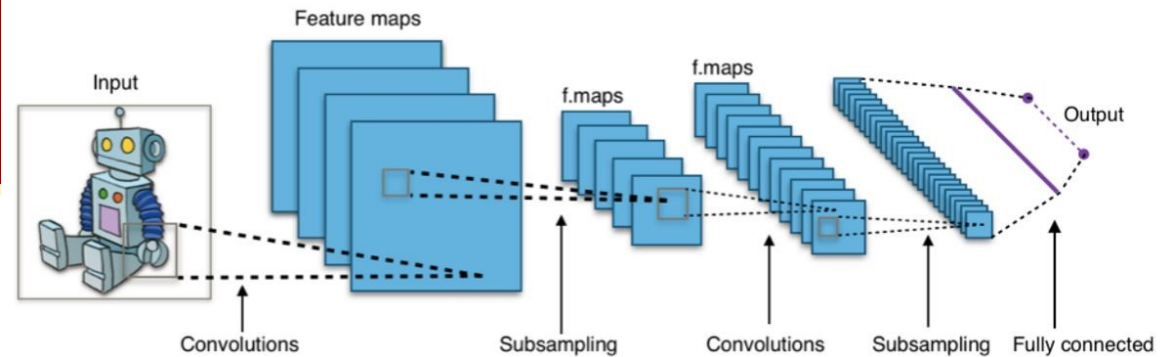 Feature maps
f.maps
f.maps
Input
Output
Convolutions
Subsampling
Convolutions
Subsampling
Fully connected